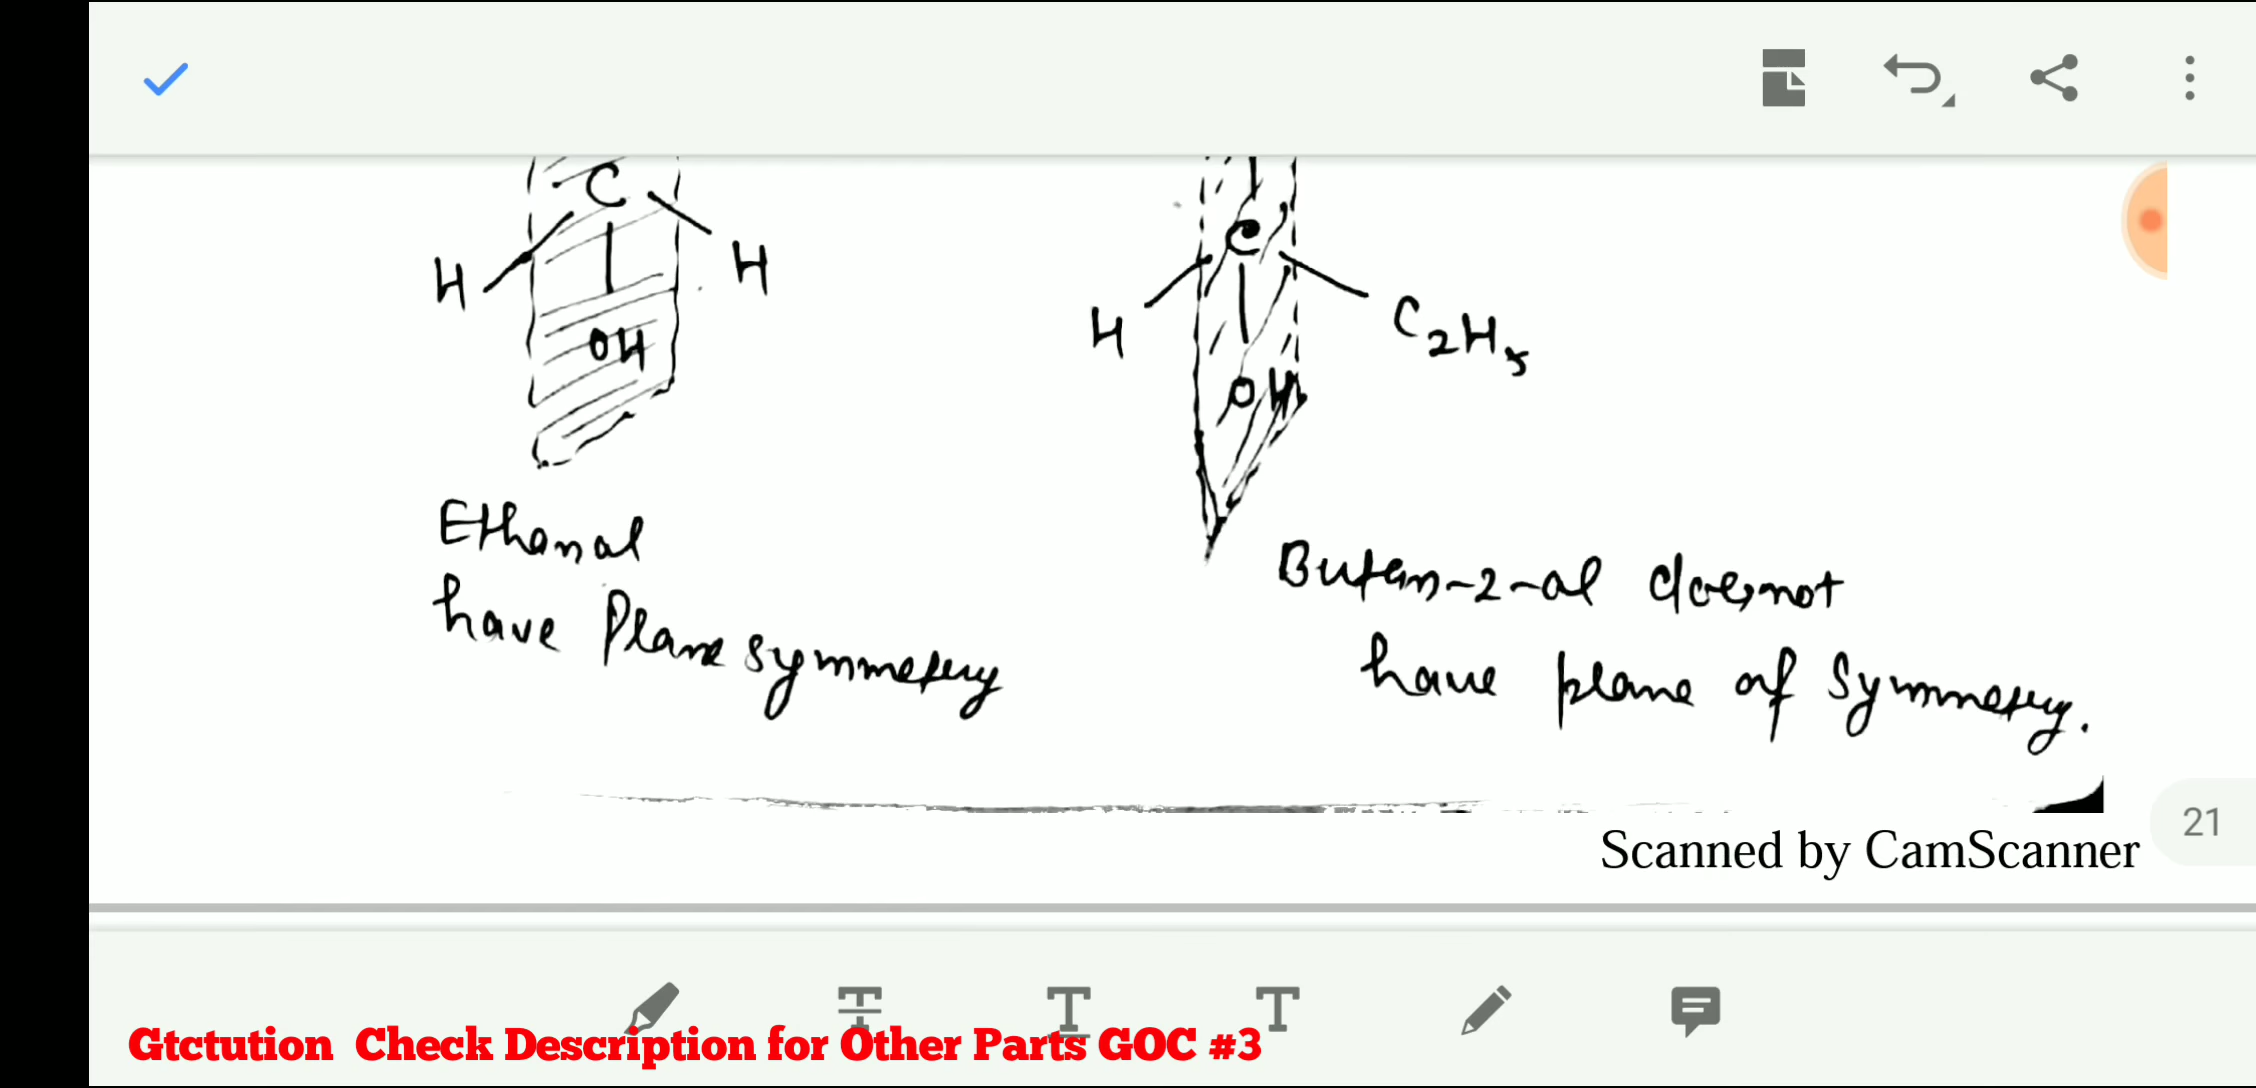 C
H H
OH
C
H C2H5
OH
Ethanal
have Plane symmetry
Butan-2-al doesnot
have plane of Symmetry.
Scanned by CamScanner
21
T T T
Gtctution Check Description for Other Parts GOC #3